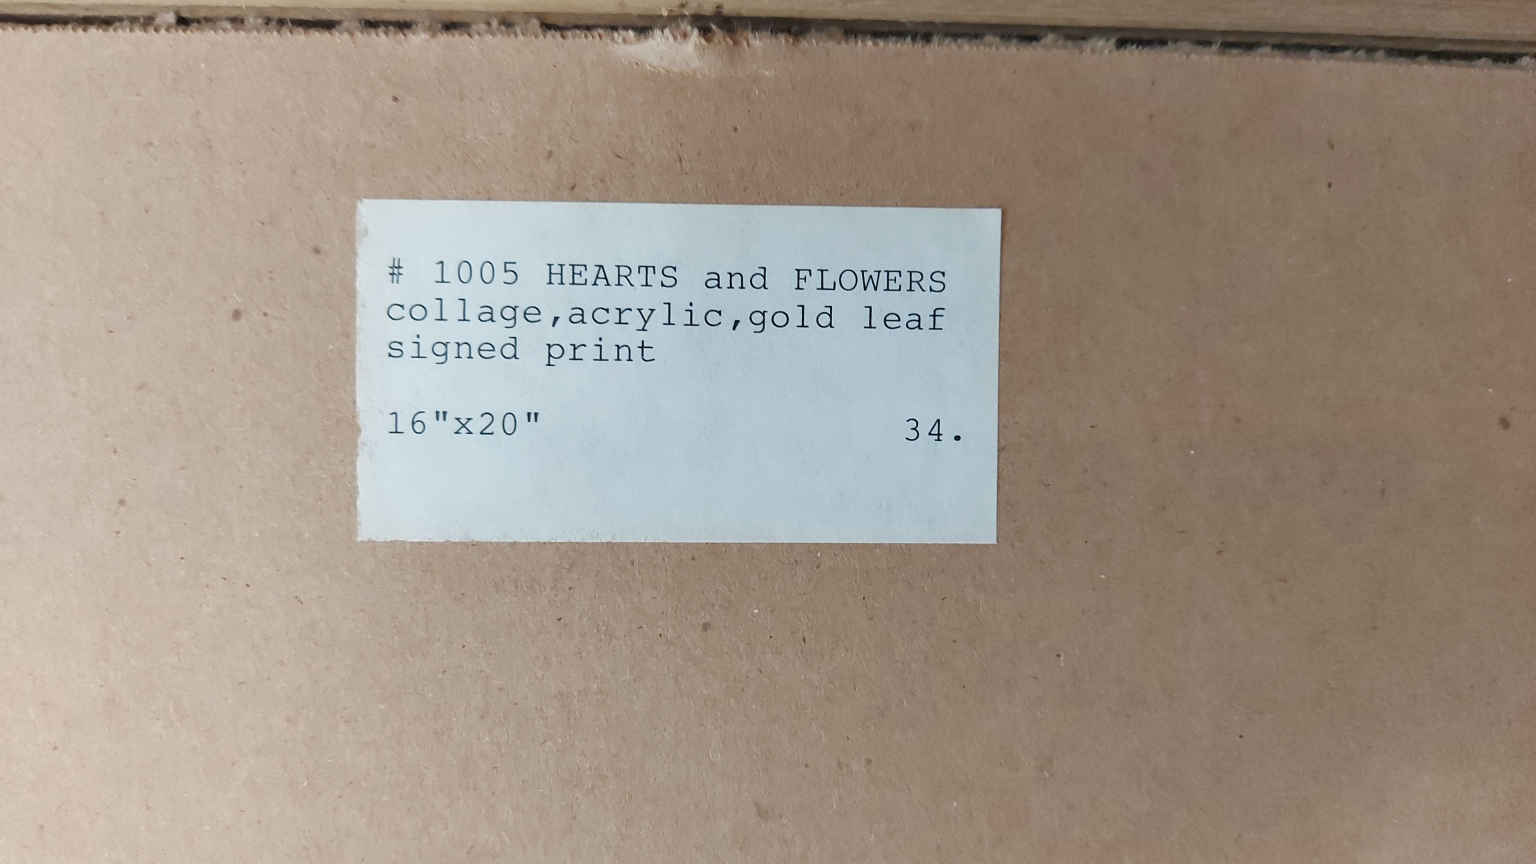 # 1005 HEARTS and FLOWERS
collage,acrylic,gold leaf
signed print
16"x20" 34.